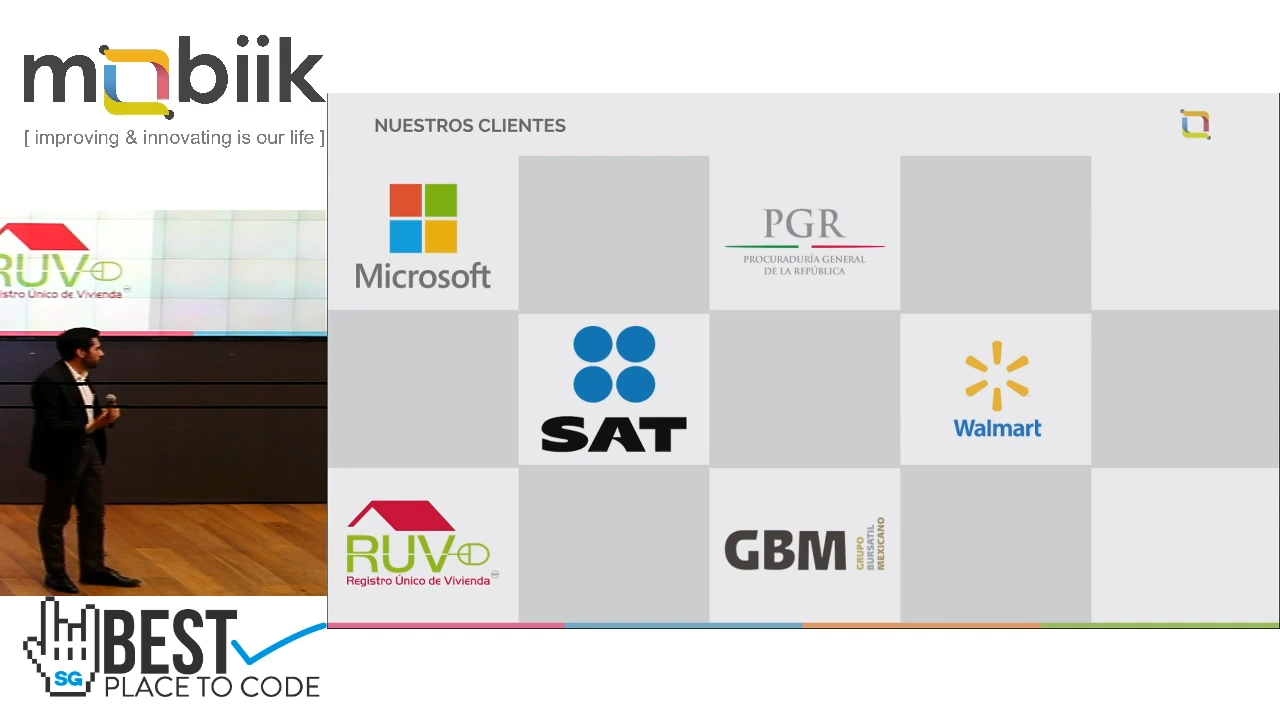 mobiik
[ improving & innovating is our life ]
NUESTROS CLIENTES
Microsoft
PGR
PROCURADURÍA GENERAL
DE LA REPÚBLICA
SAT
Walmart
RUV
Registro Único de Vivienda
GBM
GRUPO
BURSATIL
MEXICANO
RUV
istro Único de Vivienda
SG
BEST
PLACE TO CODE